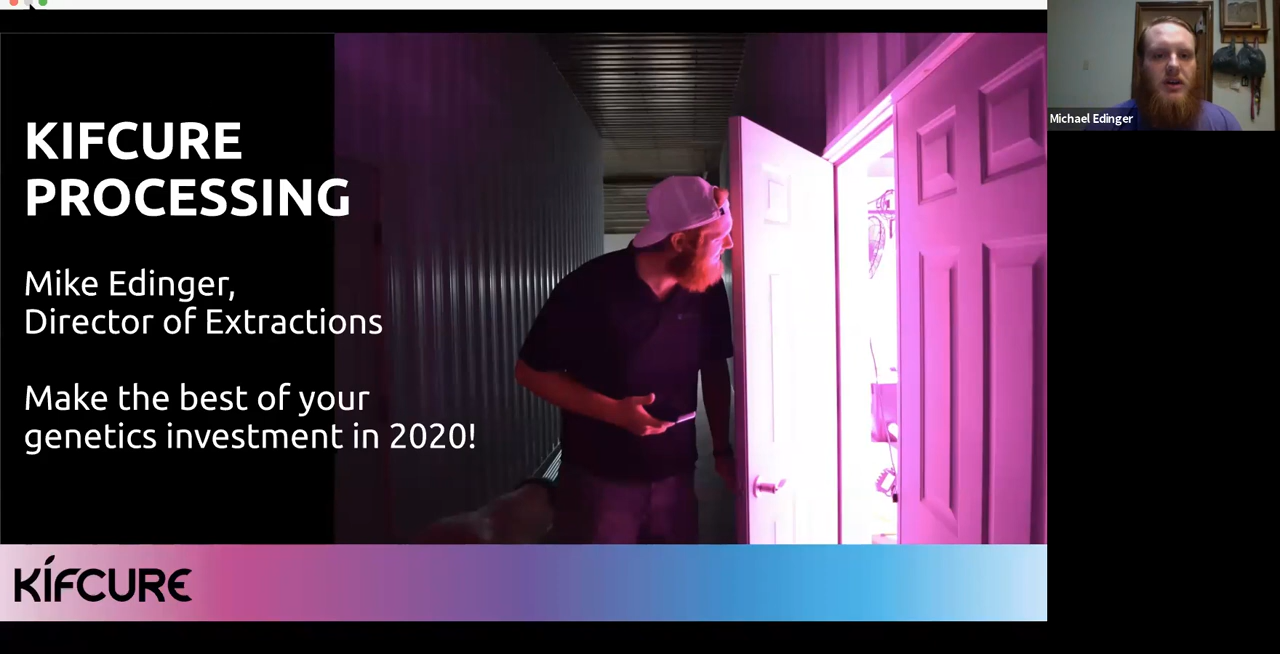 KIFCURE
PROCESSING
Mike Edinger,
Director of Extractions
Make the best of your
genetics investment in 2020!
KIFCURE
Michael Edinger